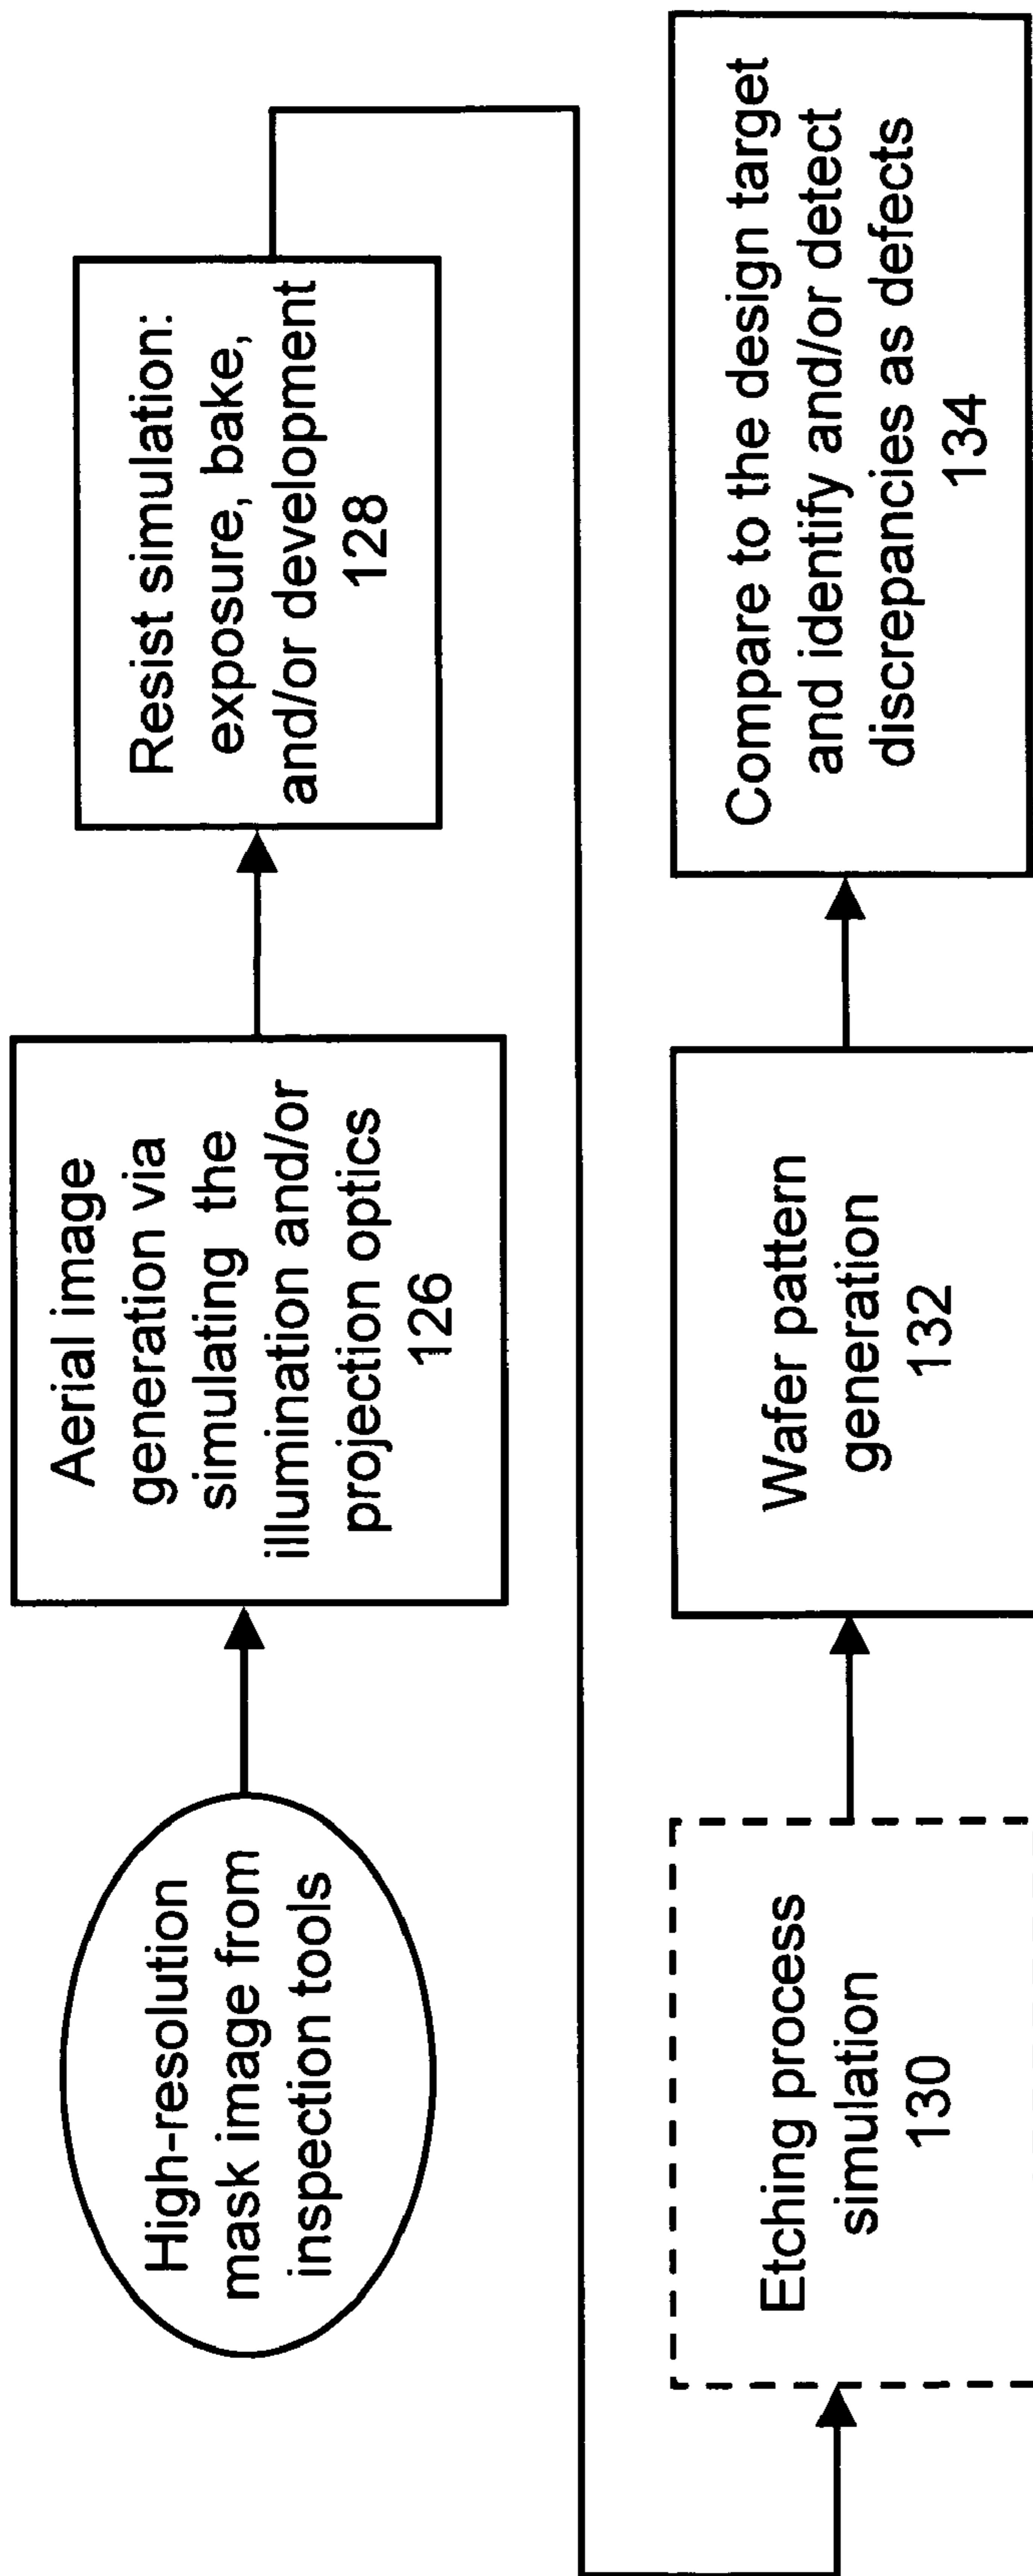 High-resolution
mask image from
inspection tools
Aerial image
generation via
simulating the
illumination and/or
projection optics
126
Resist simulation:
exposure, bake,
and/or development
128
Etching process
simulation
130
Wafer pattern
generation
132
Compare to the design target
and identify and/or detect
discrepancies as defects
134